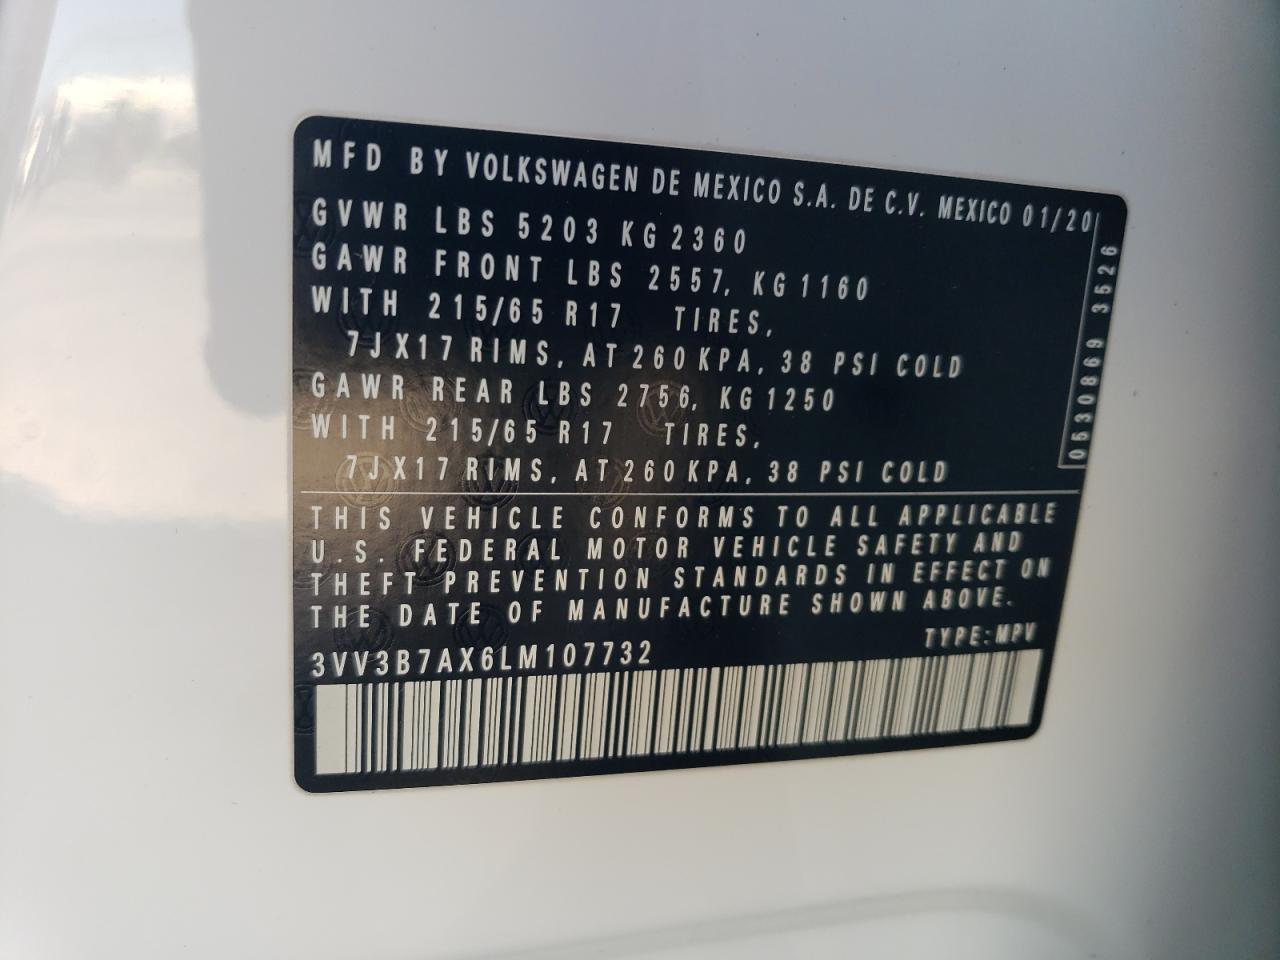 MFD BY VOLKSWAGEN DE MEXICO S.A. DE C.V. MEXICO 01/20
GVWR LBS 5203 KG 2360
GAWR FRONT LBS 2557, KG 1160
WITH 215/65 R17 TIRES,
7JX17 RIMS, AT 260 KPA, 38 PSI COLD
GAWR REAR LBS 2756, KG 1250
WITH 215/65 R17 TIRES,
7JX17 RIMS, AT 260 KPA, 38 PSI COLD
0530869 3526
THIS VEHICLE CONFORMS TO ALL APPLICABLE
U.S. FEDERAL MOTOR VEHICLE SAFETY AND
THEFT PREVENTION STANDARDS IN EFFECT ON
THE DATE OF MANUFACTURE SHOWN ABOVE.
TYPE:MPV
3VV3B7AX6LM107732